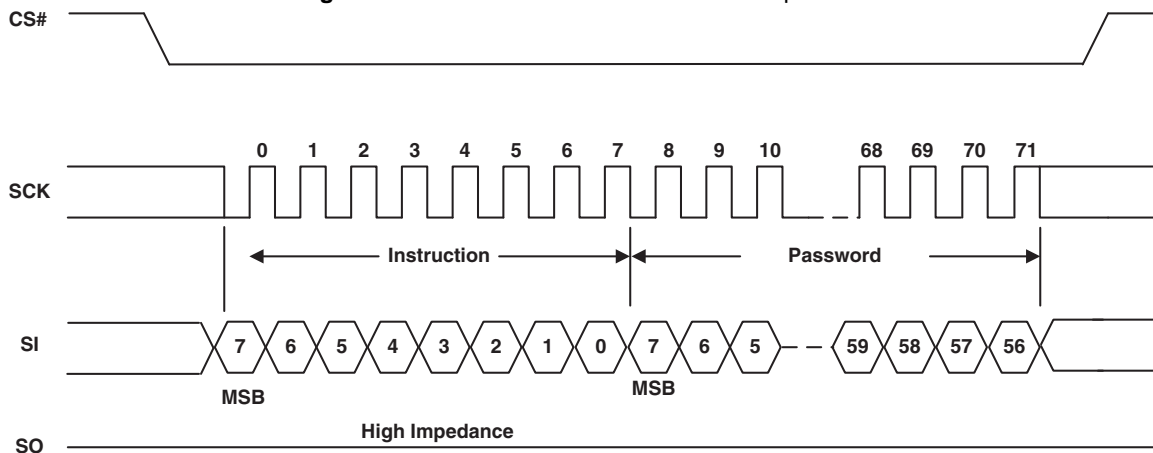 CS#
0 1 2 3 4 5 6 7 8 9 10 68 69 70 71
SCK
Instruction Password
SI 7 6 5 4 3 2 1 0 7 6 5 59 58 57 56
MSB MSB
High Impedance
SO